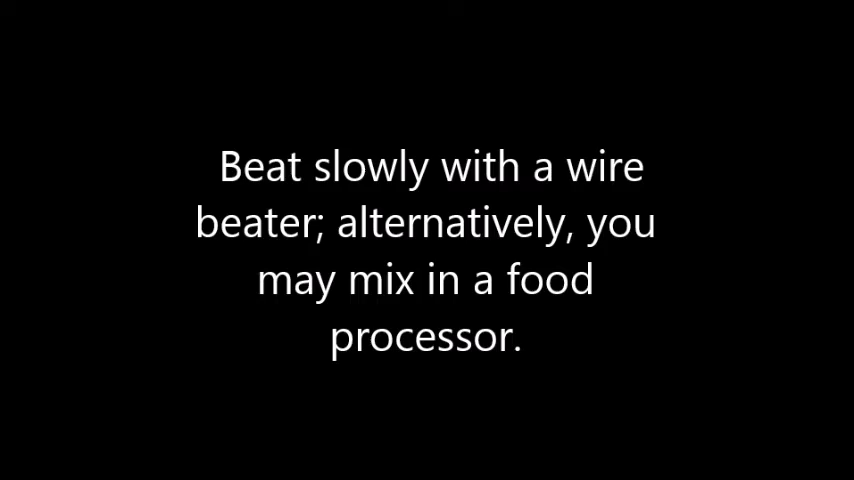 Beat slowly with a wire
beater; alternatively, you
may mix in a food
processor.